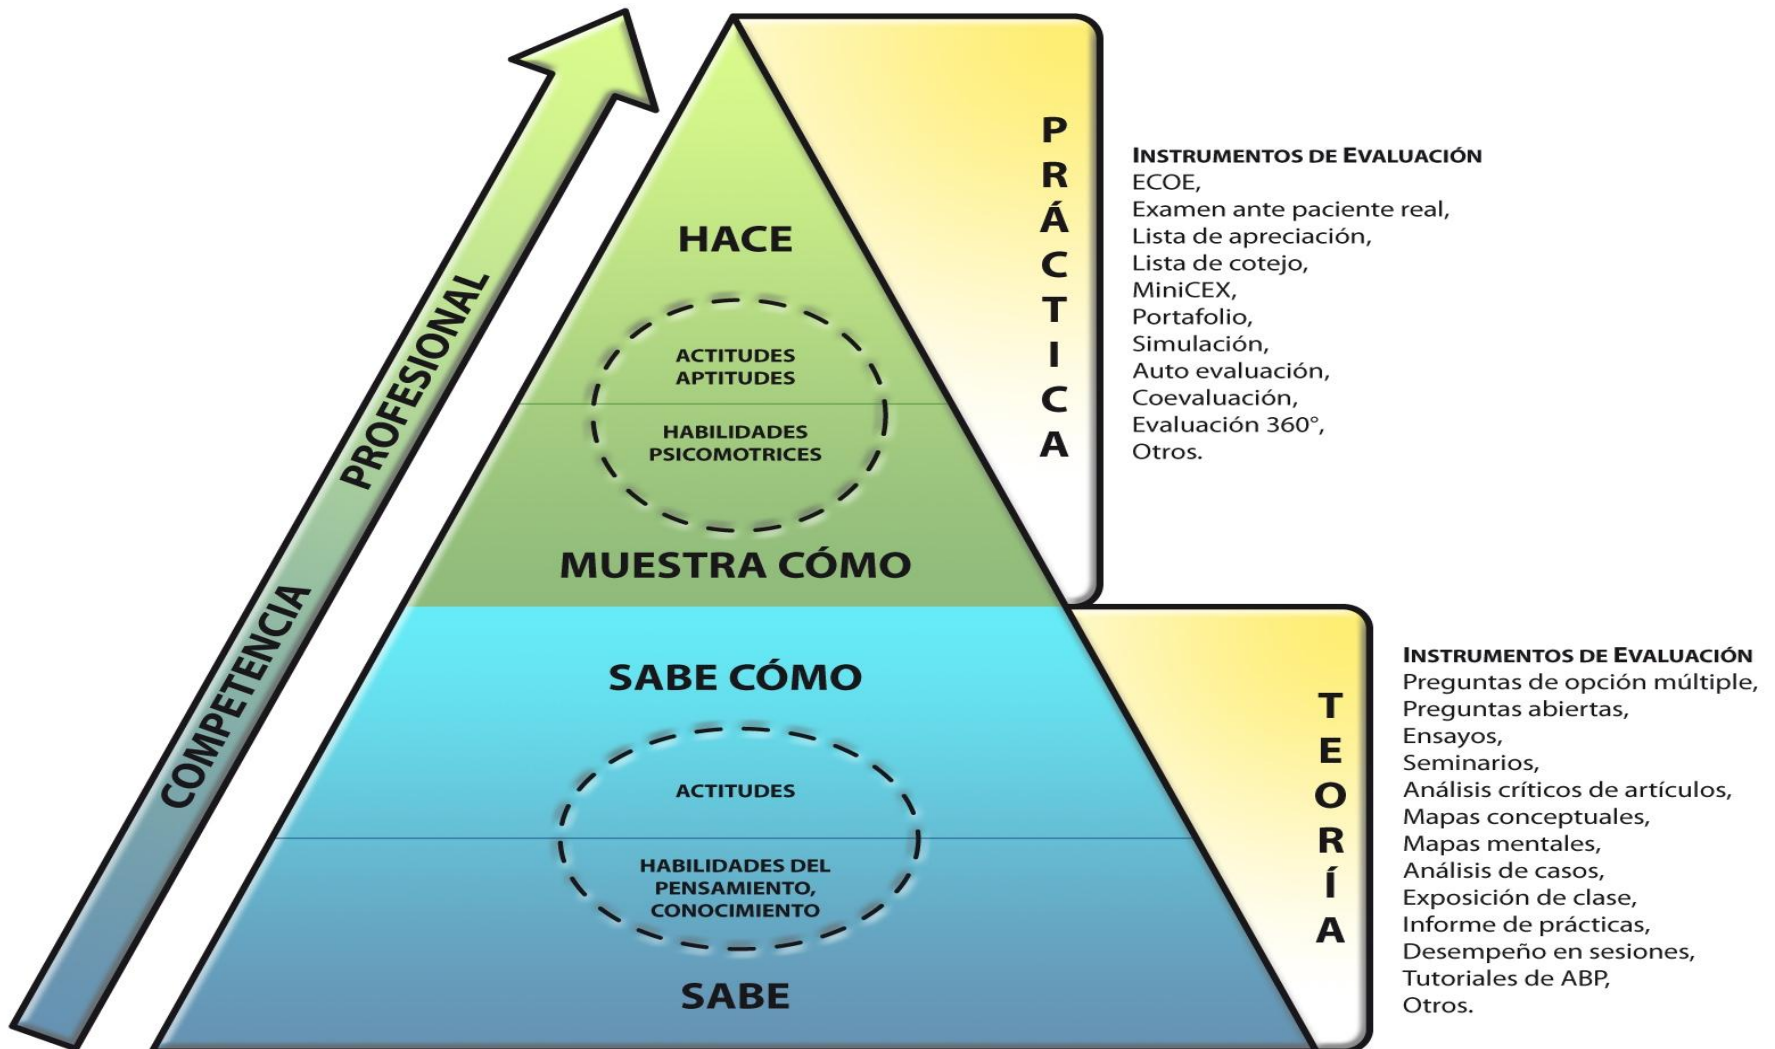 COMPETENCIA PROFESIONAL
HACE
ACTITUDES
APTITUDES
HABILIDADES
PSICOMOTRICES
MUESTRA CÓMO
SABE CÓMO
ACTITUDES
HABILIDADES DEL
PENSAMIENTO,
CONOCIMIENTO
SABE
PRÁCTICA
INSTRUMENTOS DE EVALUACIÓN
ECOE,
Examen ante paciente real,
Lista de apreciación,
Lista de cotejo,
MiniCEX,
Portafolio,
Simulación,
Auto evaluación,
Coevaluación,
Evaluación 360°,
Otros.
TEORÍA
INSTRUMENTOS DE EVALUACIÓN
Preguntas de opción múltiple,
Preguntas abiertas,
Ensayos,
Seminarios,
Análisis críticos de artículos,
Mapas conceptuales,
Mapas mentales,
Análisis de casos,
Exposición de clase,
Informe de prácticas,
Desempeño en sesiones,
Tutoriales de ABP,
Otros.